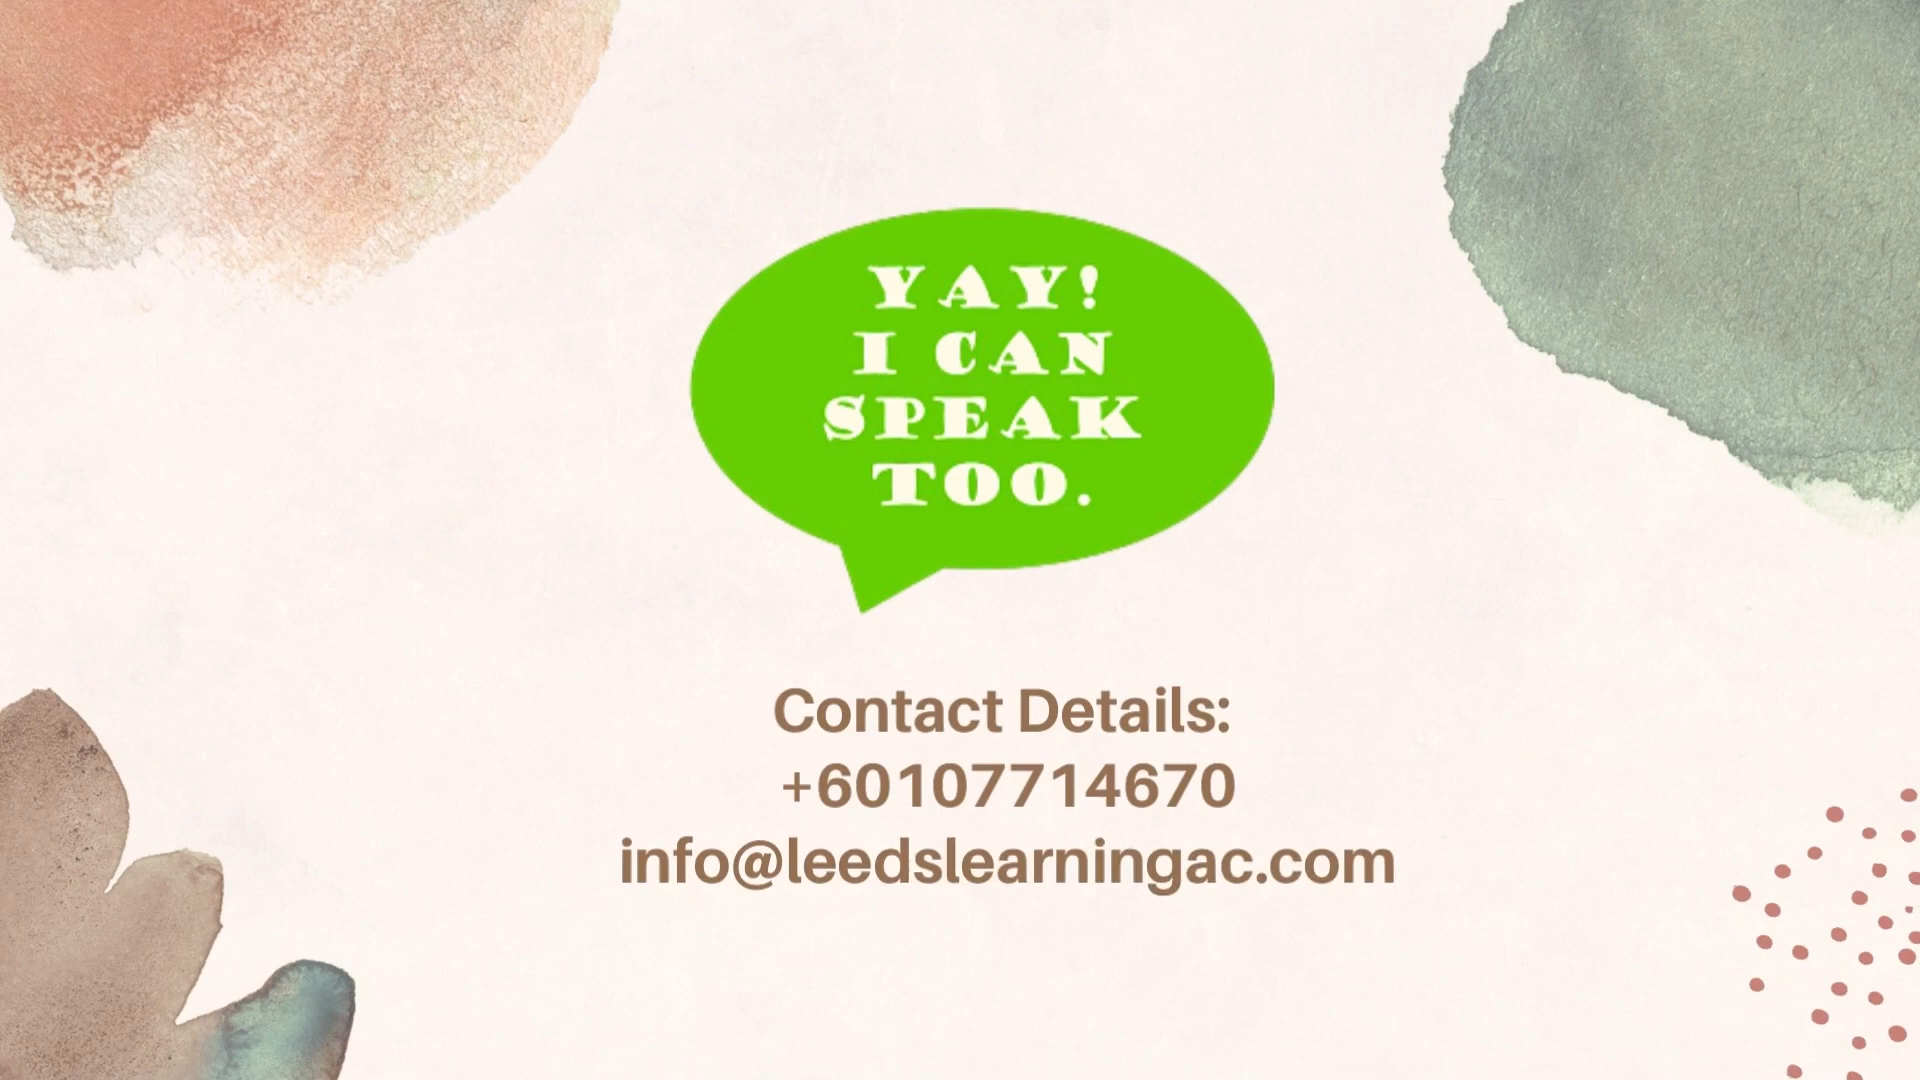 YAY!
I CAN
SPEAK
TOO.
Contact Details:
+60107714670
info@leedslearningac.com